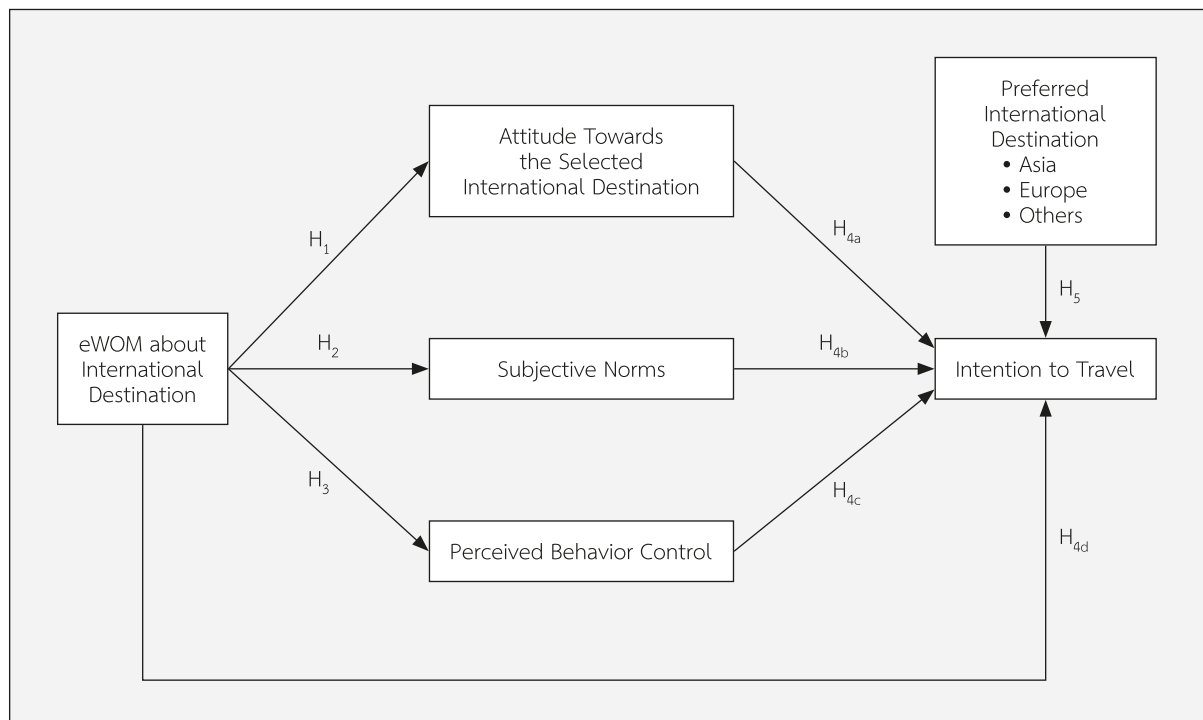 Preferred
International
Destination
• Asia
• Europe
• Others
Attitude Towards
the Selected
International Destination
H1
H4a
H5
eWOM about
International
Destination
H2
Subjective Norms
H4b
Intention to Travel
H3
Perceived Behavior Control
H4c
H4d